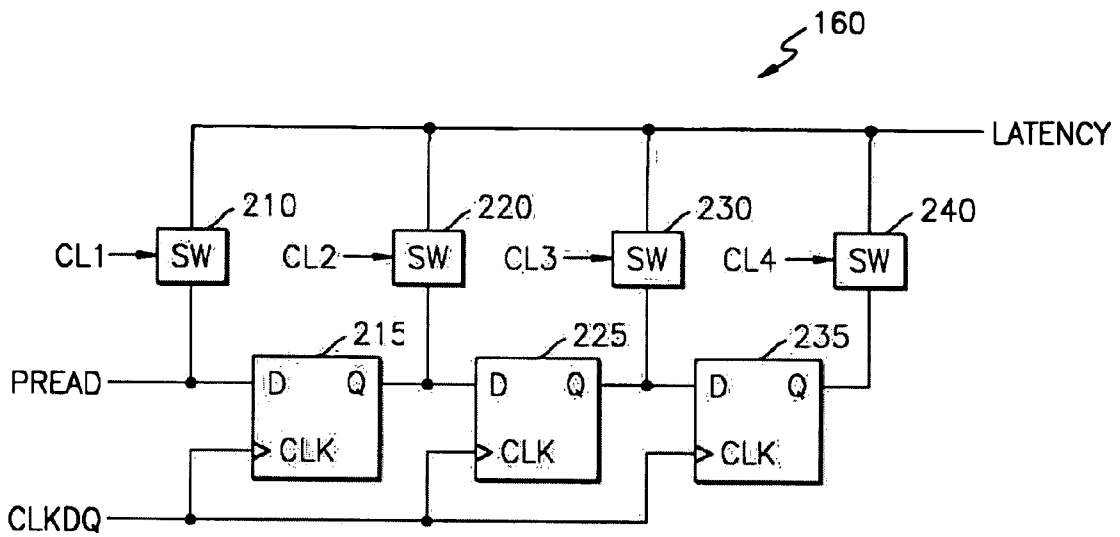 160
LATENCY
210
220
230
240
CL1
SW
CL2
SW
CL3
SW
CL4
SW
215
225
235
PREAD
D
Q
D
Q
D
Q
CLK
CLK
CLK
CLKDQ